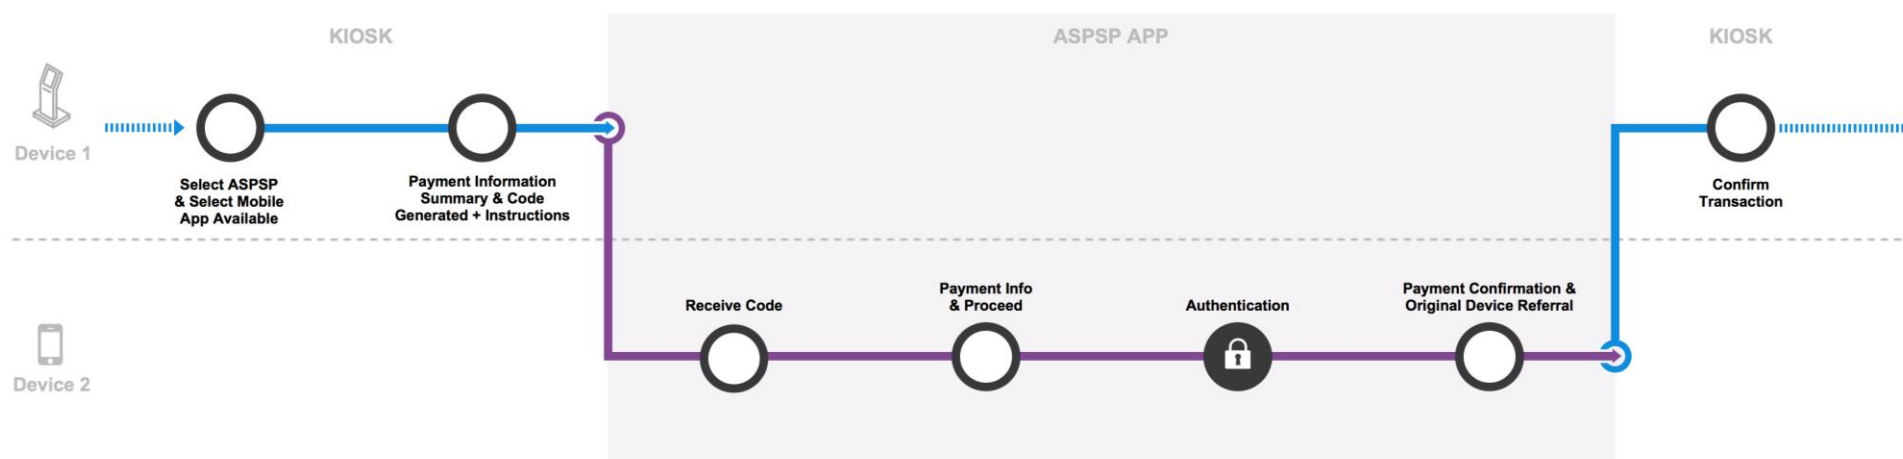 KIOSK
ASPSP APP
KIOSK
Device 1
Select ASPSP
& Select Mobile
App Available
Payment Information
Summary & Code
Generated + Instructions
Confirm
Transaction
Receive Code
Payment Info
& Proceed
Authentication
Payment Confirmation &
Original Device Referral
Device 2